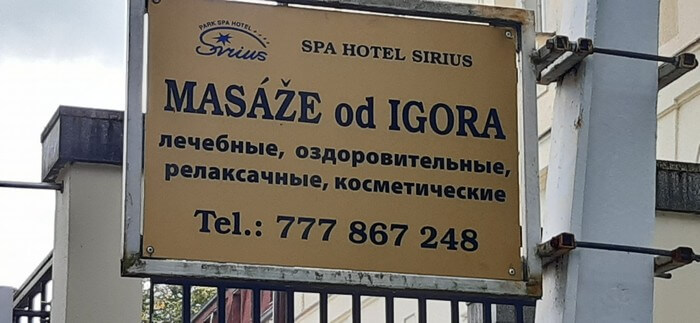 PARK SPA HOTEL
Sirius
SPA HOTEL SIRIUS
MASÁŽE od IGORA
лечебные, оздоровительные,
релаксачные, косметические
Tel.: 777 867 248